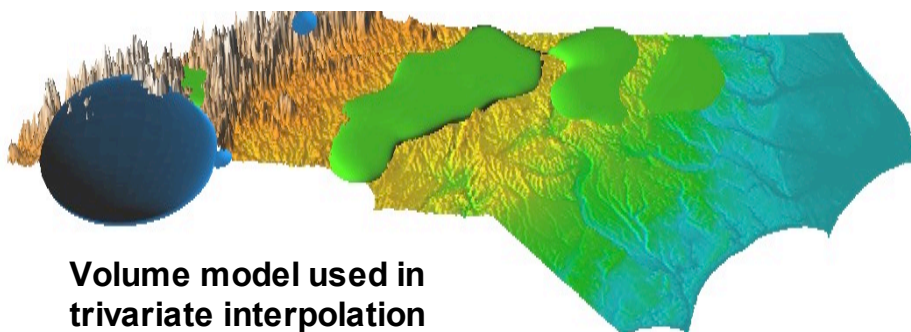 Volume model used in
trivariate interpolation